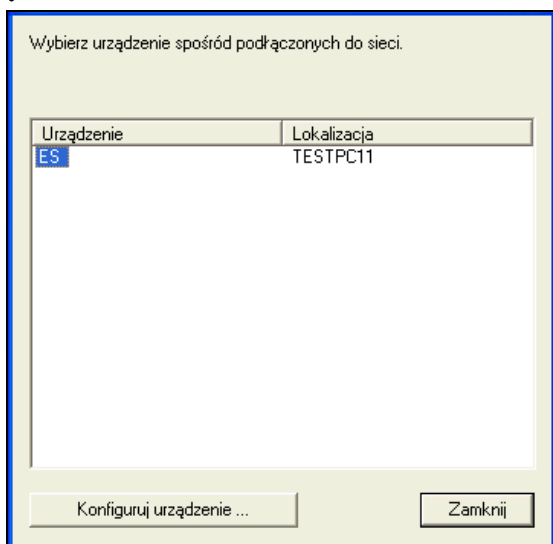 Wybierz urządzenie spośród podłączonych do sieci.
Urządzenie Lokalizacja
ES TESTPC11
Konfiguruj urządzenie ... Zamknij